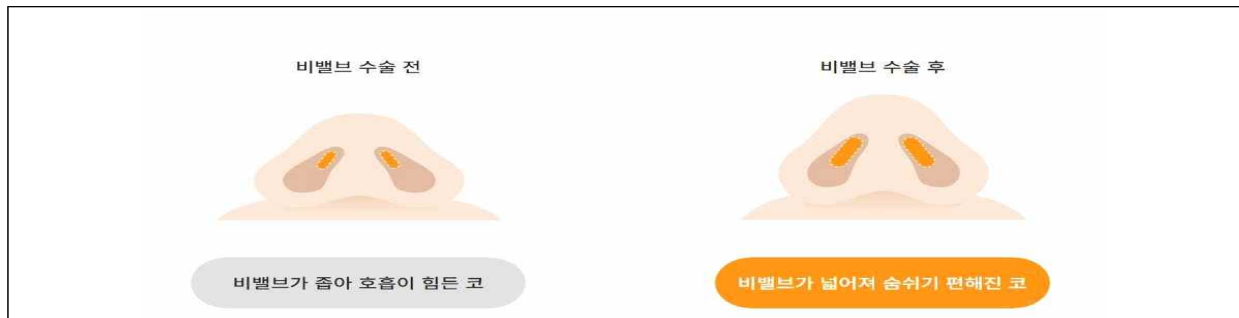 비밸브 수술 전
비밸브 수술 후
비밸브가 좁아 호흡이 힘든 코
비밸브가 넓어져 숨쉬기 편해진 코